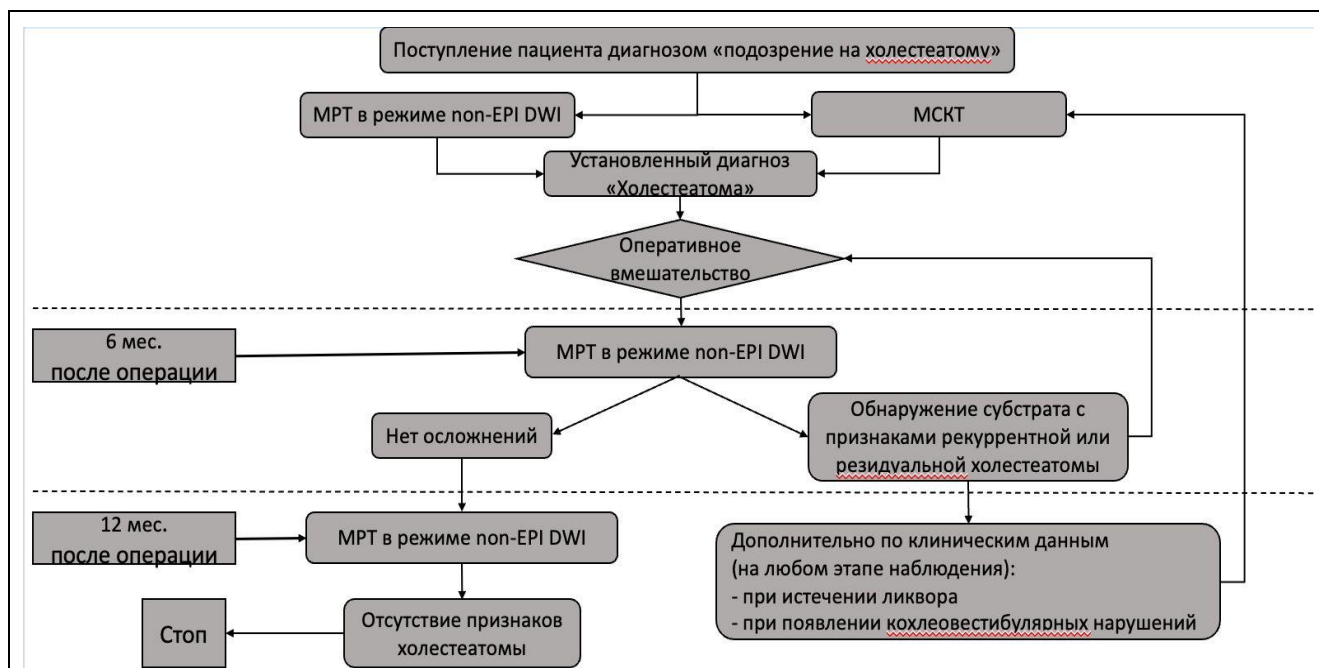 Поступление пациента диагнозом «подозрение на холестеатому»
МРТ в режиме non-EPI DWI
МСКТ
Установленный диагноз
«Холестеатома»
Оперативное
вмешательство
6 мес.
после операции
МРТ в режиме non-EPI DWI
Нет осложнений
Обнаружение субстрата с
признаками рекуррентной или
резидуальной холестеатомы
12 мес.
после операции
МРТ в режиме non-EPI DWI
Дополнительно по клиническим данным
(на любом этапе наблюдения):
- при истечении ликвора
- при появлении кохлеовестибулярных нарушений
Стоп
Отсутствие признаков
холестеатомы